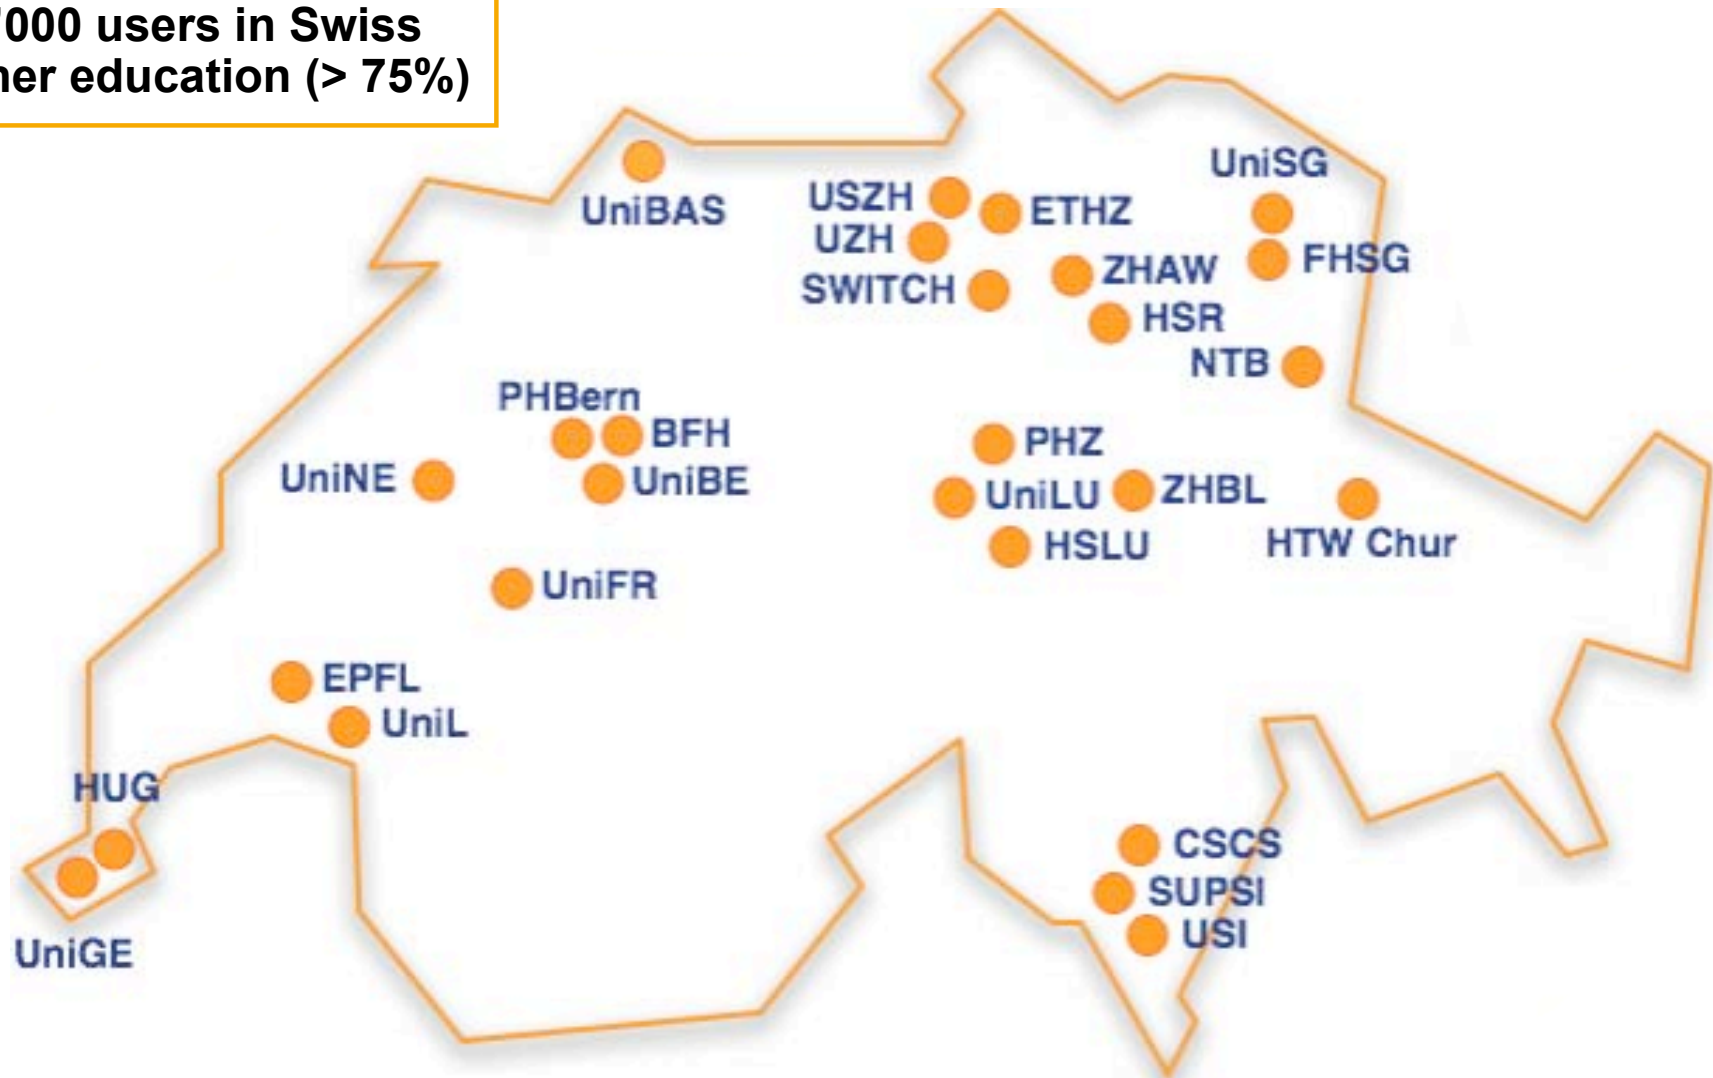 '000 users in Swiss
her education (> 75%)
UniSG
UniBAS
USZH
ETHZ
UZH
FHSG
ZHAW
SWITCH
HSR
NTB
PHBern
BFH
PHZ
UniNE
UniBE
UniLU
ZHBL
HSLU
HTW Chur
UniFR
EPFL
UniL
HUG
CSCS
SUPSI
USI
UniGE